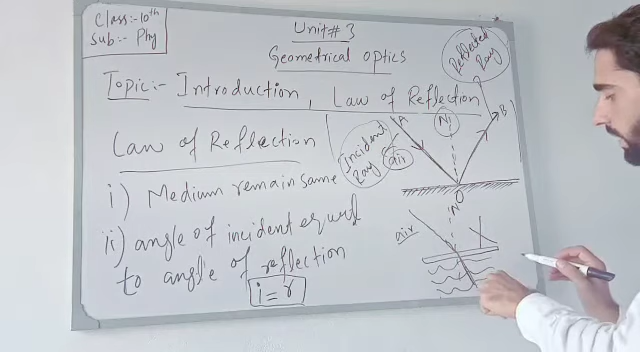 Class:- 10th
Sub:- Phy
Unit# 3
Geometrical optics
Topic:- Introduction, Law of Reflection
Law of Reflection
i) Medium remain same
ii) angle of incident equal
to angle of reflection
i = r
Reflected
Ray
A
N
B
Incident
Ray
air
O
N
air